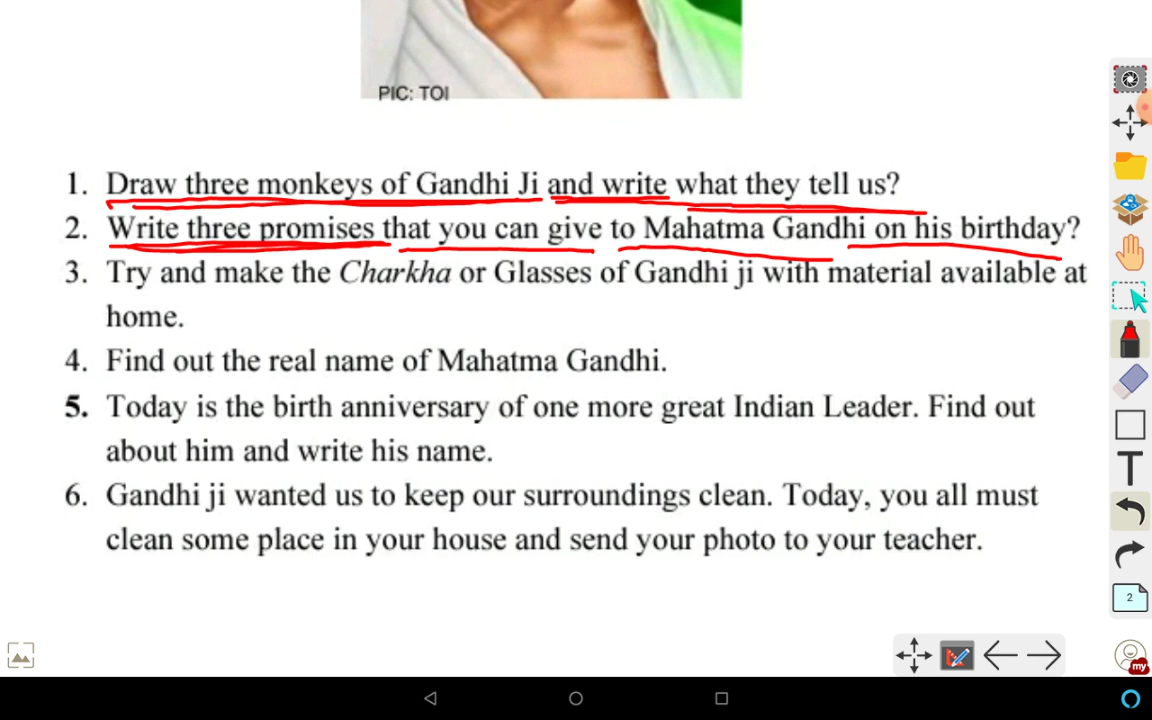 PIC: TOI
1. Draw three monkeys of Gandhi Ji and write what they tell us?
2. Write three promises that you can give to Mahatma Gandhi on his birthday?
3. Try and make the Charkha or Glasses of Gandhi ji with material available at
home.
4. Find out the real name of Mahatma Gandhi.
5. Today is the birth anniversary of one more great Indian Leader. Find out
about him and write his name.
6. Gandhi ji wanted us to keep our surroundings clean. Today, you all must
clean some place in your house and send your photo to your teacher.
T
2
my